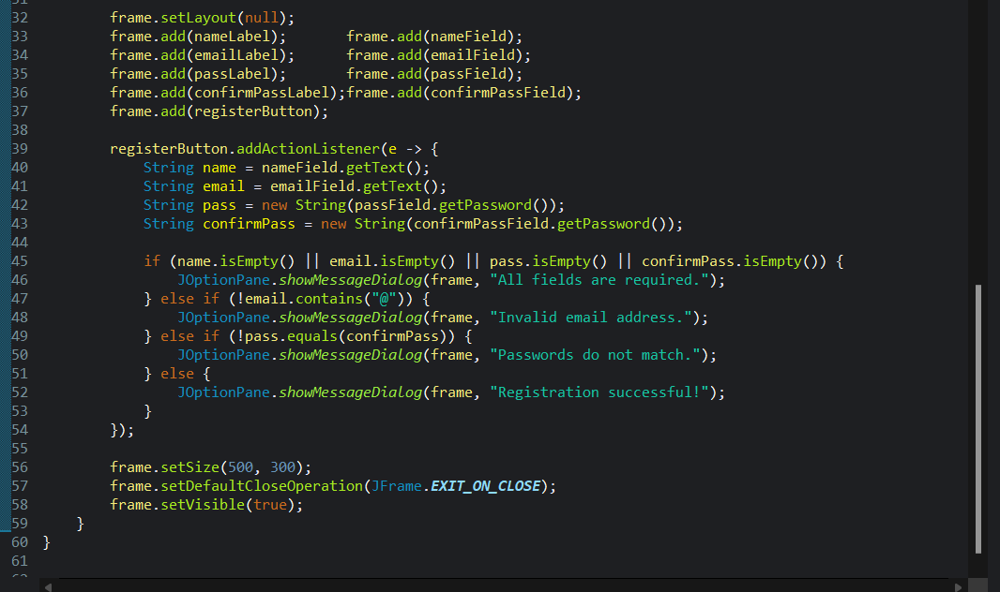 32        frame.setLayout(null);
33        frame.add(nameLabel);       frame.add(nameField);
34        frame.add(emailLabel);      frame.add(emailField);
35        frame.add(passLabel);       frame.add(passField);
36        frame.add(confirmPassLabel);frame.add(confirmPassField);
37        frame.add(registerButton);
38
39        registerButton.addActionListener(e -> {
40            String name = nameField.getText();
41            String email = emailField.getText();
42            String pass = new String(passField.getPassword());
43            String confirmPass = new String(confirmPassField.getPassword());
44
45            if (name.isEmpty() || email.isEmpty() || pass.isEmpty() || confirmPass.isEmpty()) {
46                JOptionPane.showMessageDialog(frame, "All fields are required.");
47            } else if (!email.contains("@")) {
48                JOptionPane.showMessageDialog(frame, "Invalid email address.");
49            } else if (!pass.equals(confirmPass)) {
50                JOptionPane.showMessageDialog(frame, "Passwords do not match.");
51            } else {
52                JOptionPane.showMessageDialog(frame, "Registration successful!");
53            }
54        });
55
56        frame.setSize(500, 300);
57        frame.setDefaultCloseOperation(JFrame.EXIT_ON_CLOSE);
58        frame.setVisible(true);
59    }
60 }
61